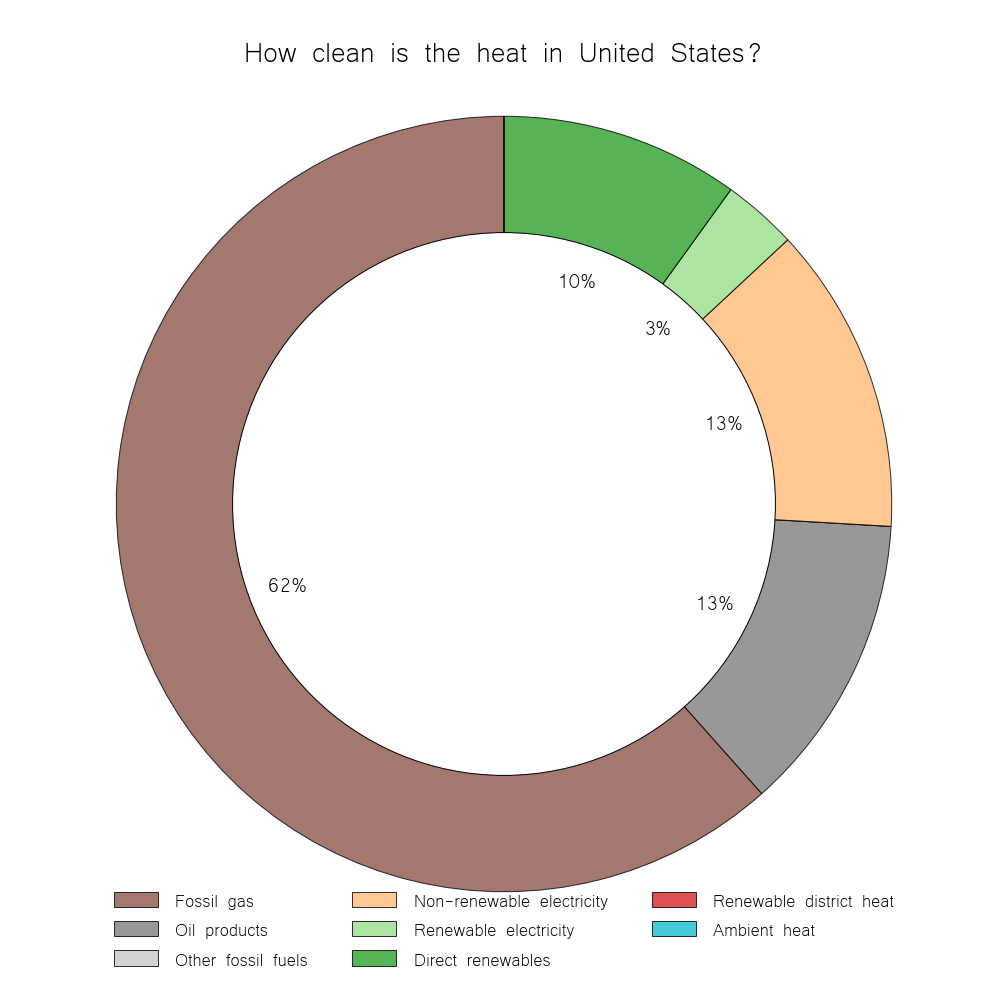 How clean is the heat in United States?
10%
3%
13%
62%
13%
Fossil gas
Oil products
Other fossil fuels
Non-renewable electricity
Renewable electricity
Direct renewables
Renewable district heat
Ambient heat